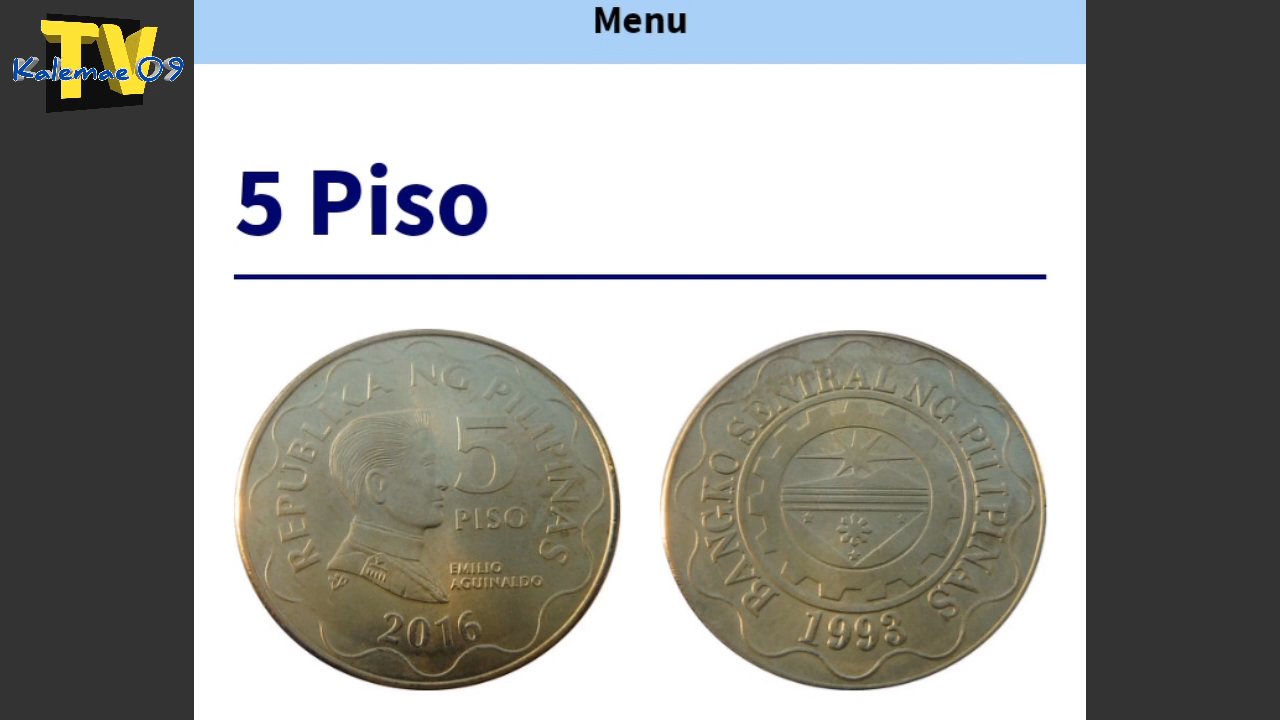 Menu
TV
Kalemae 09
5 Piso
REPUBLIKA NG PILIPINAS
5
PISO
EMILIO
AGUINALDO
2016
BANGKO SENTRAL NG PILIPINAS
1993